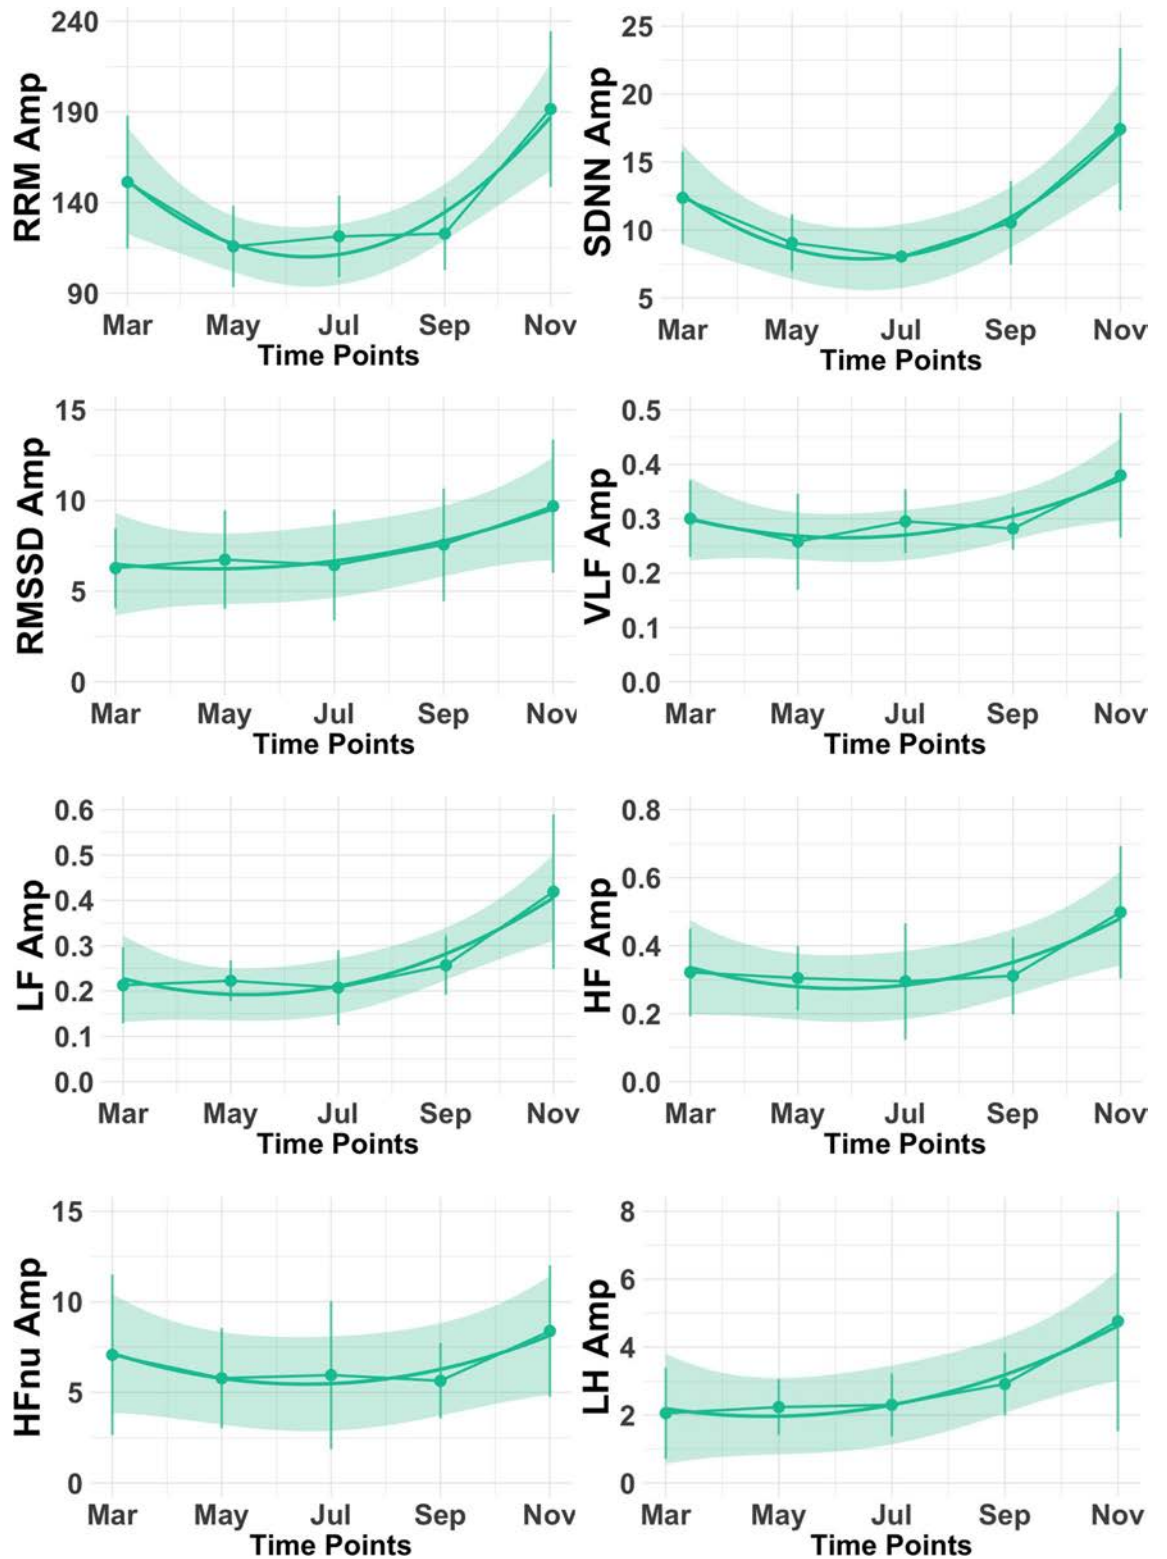 RRM Amp
240
190
140
90
Mar May Jul Sep Nov
Time Points
SDNN Amp
25
20
15
10
5
Mar May Jul Sep Nov
Time Points
RMSSD Amp
15
10
5
0
Mar May Jul Sep Nov
Time Points
VLF Amp
0.5
0.4
0.3
0.2
0.1
0.0
Mar May Jul Sep Nov
Time Points
LF Amp
0.6
0.5
0.4
0.3
0.2
0.1
0.0
Mar May Jul Sep Nov
Time Points
HF Amp
0.8
0.6
0.4
0.2
0.0
Mar May Jul Sep Nov
Time Points
HFnu Amp
15
10
5
0
Mar May Jul Sep Nov
Time Points
LH Amp
8
6
4
2
0
Mar May Jul Sep Nov
Time Points